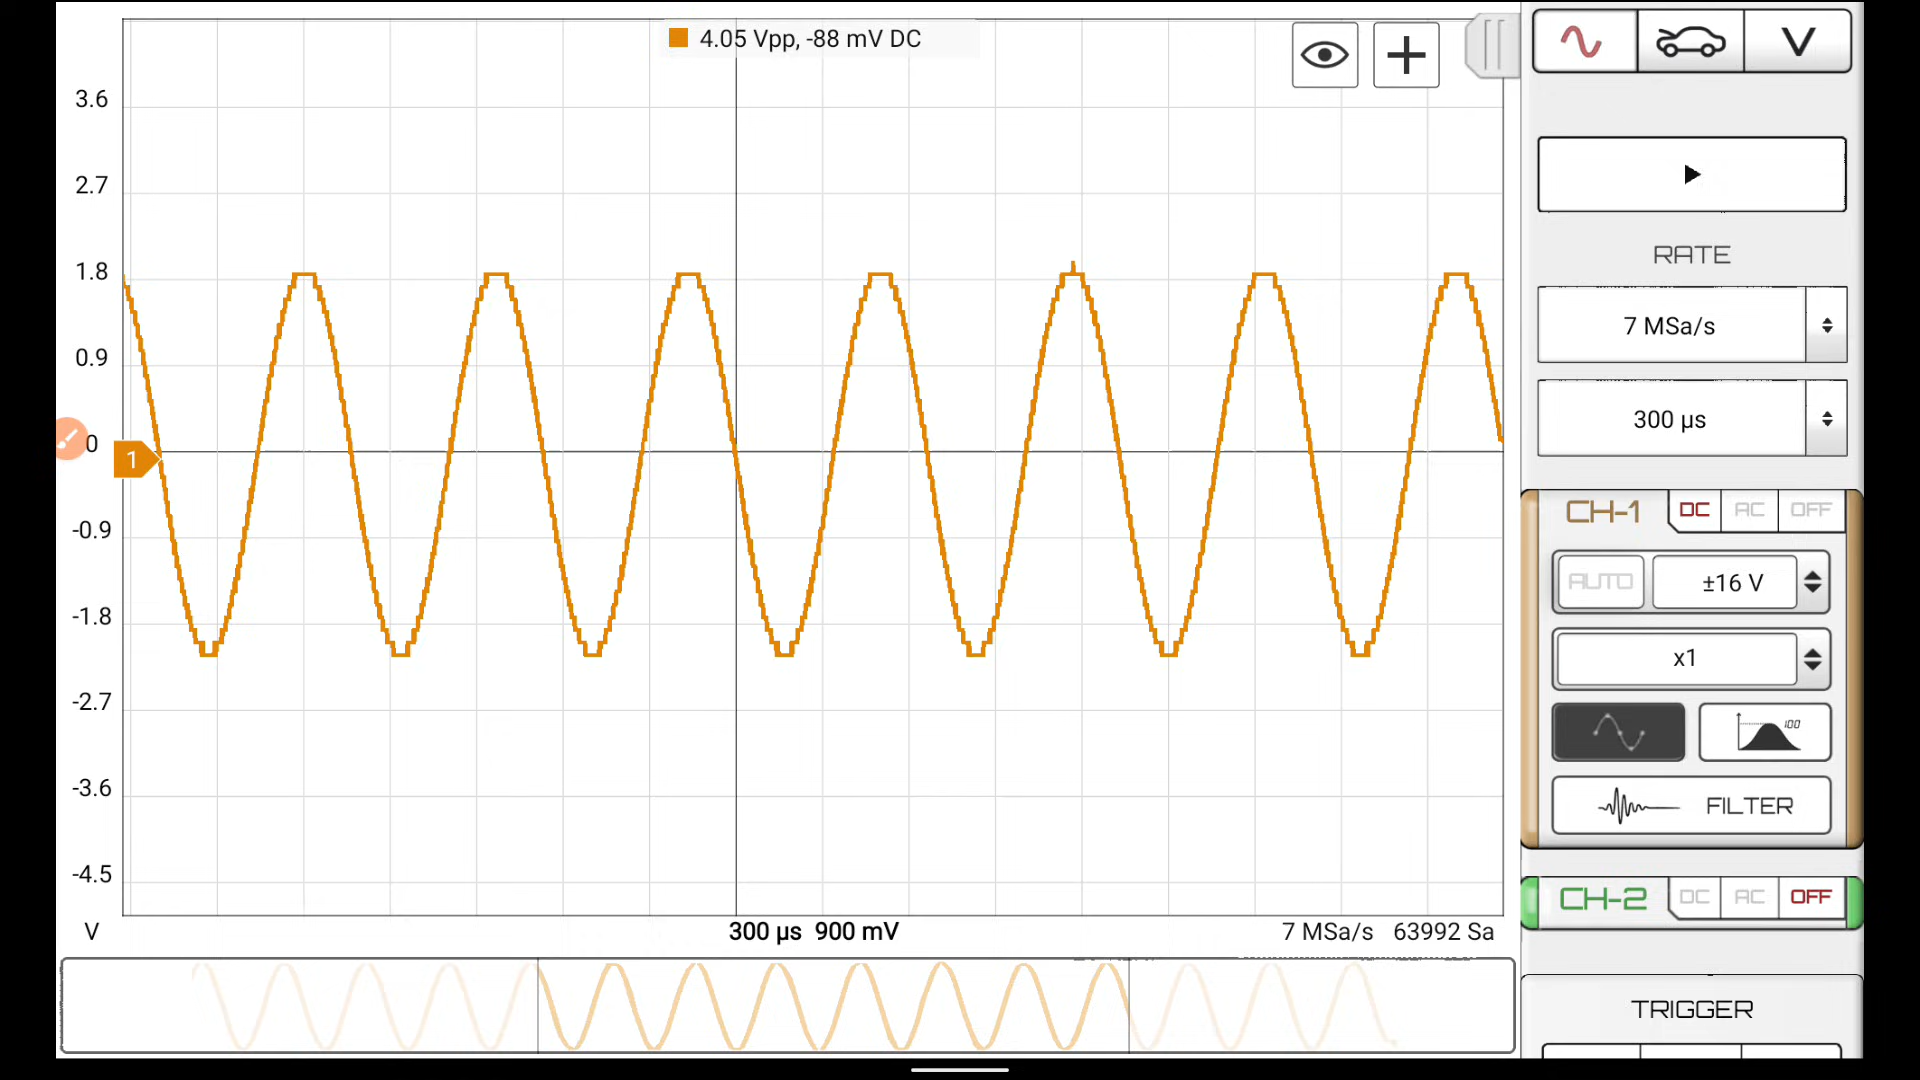 4.05 Vpp, -88 mV DC
V
3.6
2.7
1.8
0.9
0
-0.9
-1.8
-2.7
-3.6
-4.5
1
V
300 µs 900 mV
7 MSa/s 63992 Sa
RATE
7 MSa/s
300 µs
CH-1 DC AC OFF
AUTO ±16 V
x1
100
FILTER
CH-2 DC AC OFF
TRIGGER